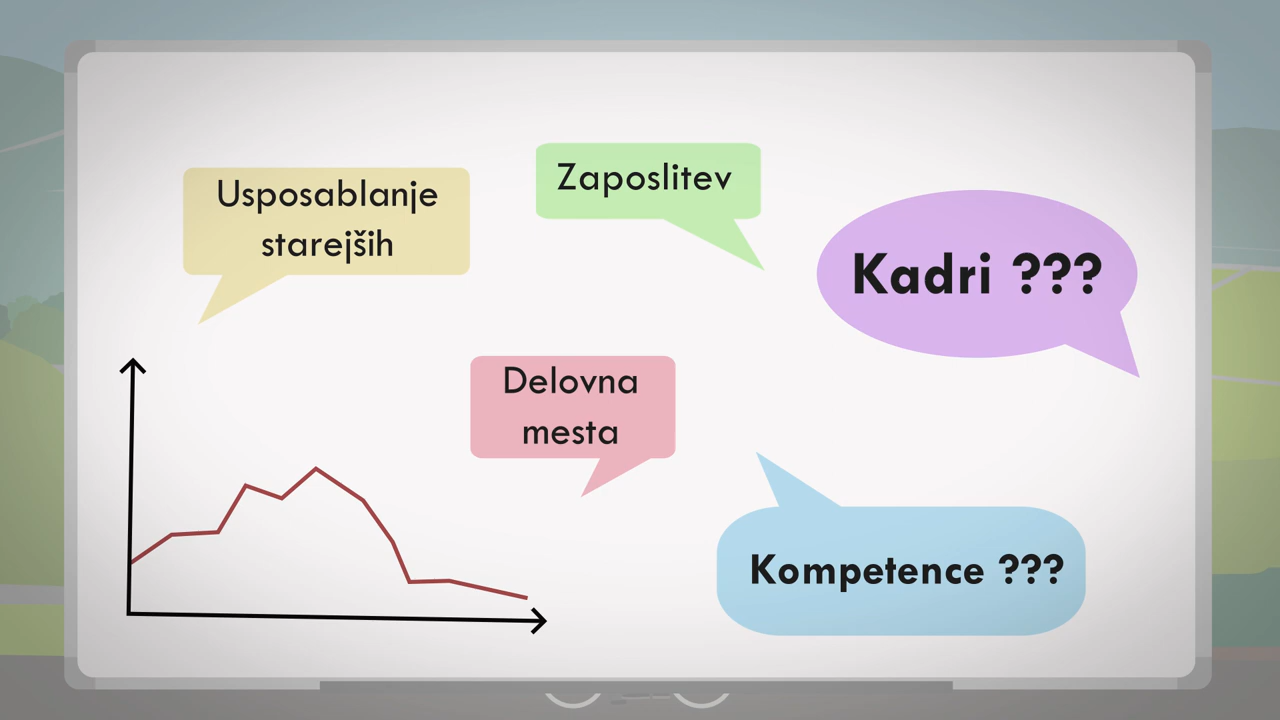 Usposablanje
starejših
Zaposlitev
Kadri ???
Delovna
mesta
Kompetence ???